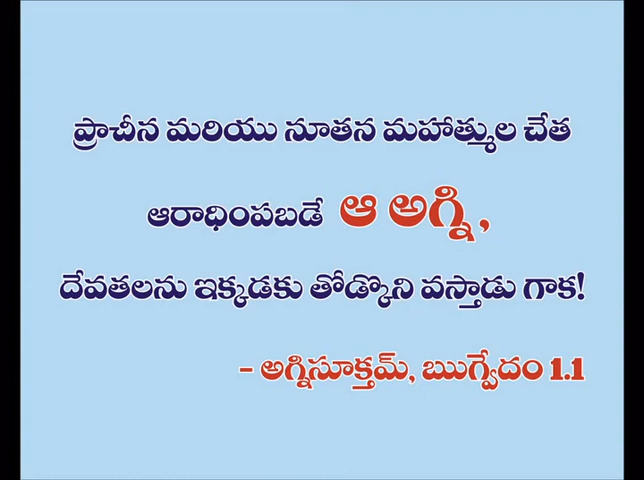 ప్రాచీన మరియు నూతన మహాత్ముల చేత
ఆరాధింపబడే ఆ అగ్ని,
దేవతలను ఇక్కడకు తోడ్కొని వస్తాడు గాక!
- అగ్నిసూక్తమ్, ఋగ్వేదం 1.1